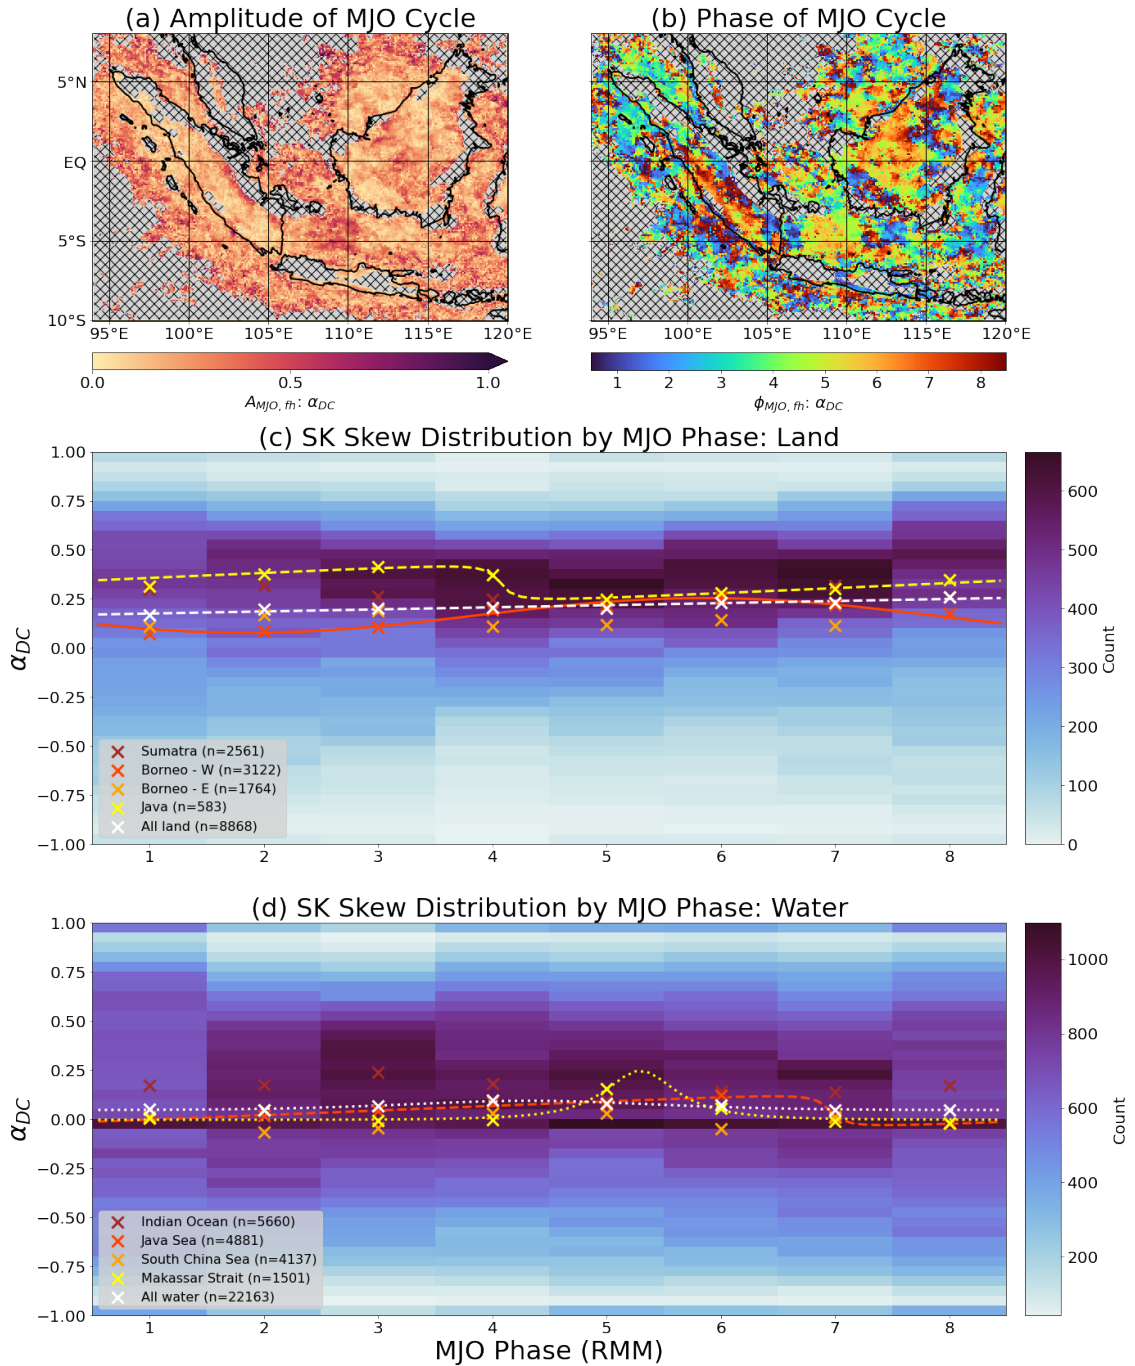 (a) Amplitude of MJO Cycle
(b) Phase of MJO Cycle
5°N
EQ
5°S
10°S
95°E 100°E 105°E 110°E 115°E 120°E
95°E 100°E 105°E 110°E 115°E 120°E
0.0 0.5 1.0
1 2 3 4 5 6 7 8
A_MJO, fh: α_DC
ϕ_MJO, fh: α_DC
(c) SK Skew Distribution by MJO Phase: Land
1.00
0.75
0.50
0.25
0.00
−0.25
−0.50
−0.75
−1.00
α_DC
Sumatra (n=2561)
Borneo - W (n=3122)
Borneo - E (n=1764)
Java (n=583)
All land (n=8868)
1 2 3 4 5 6 7 8
600
500
400
300
200
100
0
Count
(d) SK Skew Distribution by MJO Phase: Water
1.00
0.75
0.50
0.25
0.00
−0.25
−0.50
−0.75
−1.00
α_DC
Indian Ocean (n=5660)
Java Sea (n=4881)
South China Sea (n=4137)
Makassar Strait (n=1501)
All water (n=22163)
1 2 3 4 5 6 7 8
MJO Phase (RMM)
1000
800
600
400
200
Count